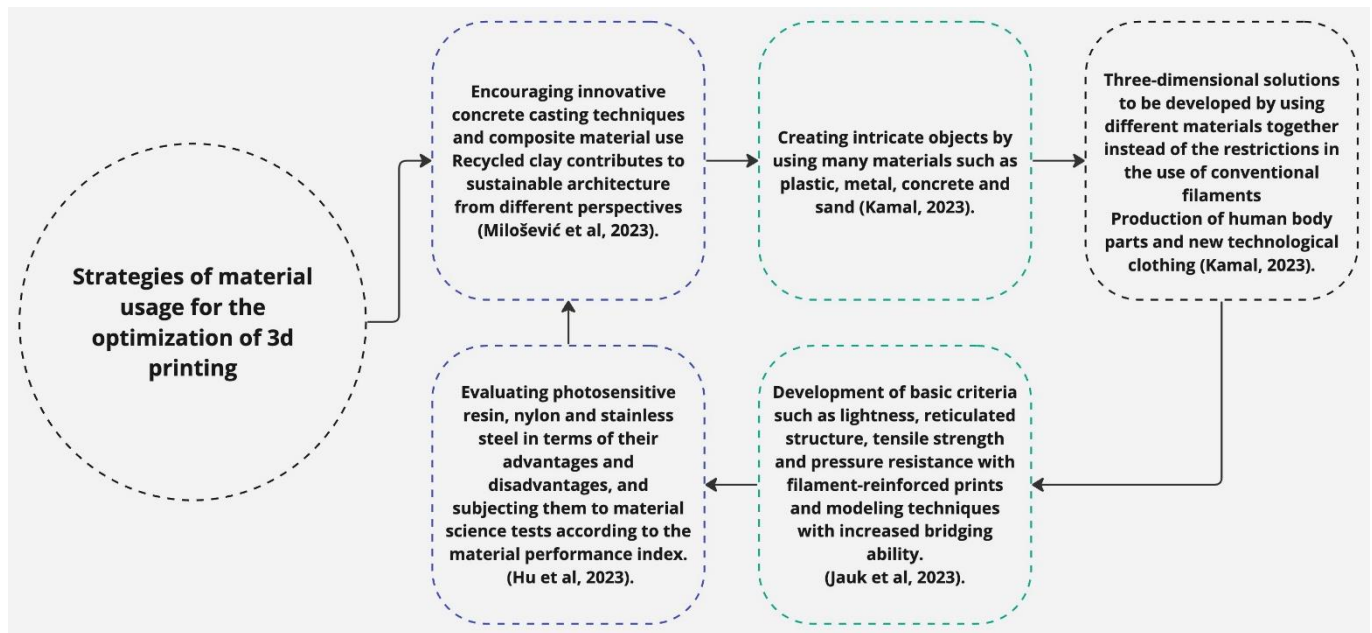 Strategies of material
usage for the
optimization of 3d
printing
Encouraging innovative
concrete casting techniques
and composite material use
Recycled clay contributes to
sustainable architecture
from different perspectives
(Milošević et al, 2023).
Creating intricate objects by
using many materials such as
plastic, metal, concrete and
sand (Kamal, 2023).
Three-dimensional solutions
to be developed by using
different materials together
instead of the restrictions in
the use of conventional
filaments
Production of human body
parts and new technological
clothing (Kamal, 2023).
Development of basic criteria
such as lightness, reticulated
structure, tensile strength
and pressure resistance with
filament-reinforced prints
and modeling techniques
with increased bridging
ability.
(Jauk et al, 2023).
Evaluating photosensitive
resin, nylon and stainless
steel in terms of their
advantages and
disadvantages, and
subjecting them to material
science tests according to the
material performance index.
(Hu et al, 2023).